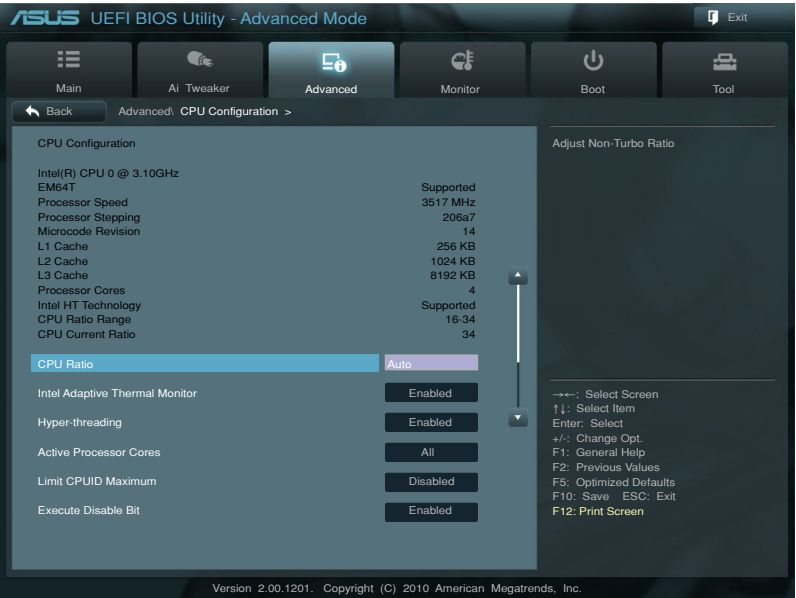 ASUS UEFI BIOS Utility - Advanced Mode
Exit
Main
Ai Tweaker
Advanced
Monitor
Boot
Tool
Back
Advanced\ CPU Configuration >
CPU Configuration
Intel(R) CPU 0 @ 3.10GHz
EM64T Supported
Processor Speed 3517 MHz
Processor Stepping 206a7
Microcode Revision 14
L1 Cache 256 KB
L2 Cache 1024 KB
L3 Cache 8192 KB
Processor Cores 4
Intel HT Technology Supported
CPU Ratio Range 16-34
CPU Current Ratio 34
CPU Ratio Auto
Intel Adaptive Thermal Monitor Enabled
Hyper-threading Enabled
Active Processor Cores All
Limit CPUID Maximum Disabled
Execute Disable Bit Enabled
Adjust Non-Turbo Ratio
→←: Select Screen
↑↓: Select Item
Enter: Select
+/-: Change Opt.
F1: General Help
F2: Previous Values
F5: Optimized Defaults
F10: Save ESC: Exit
F12: Print Screen
Version 2.00.1201. Copyright (C) 2010 American Megatrends, Inc.